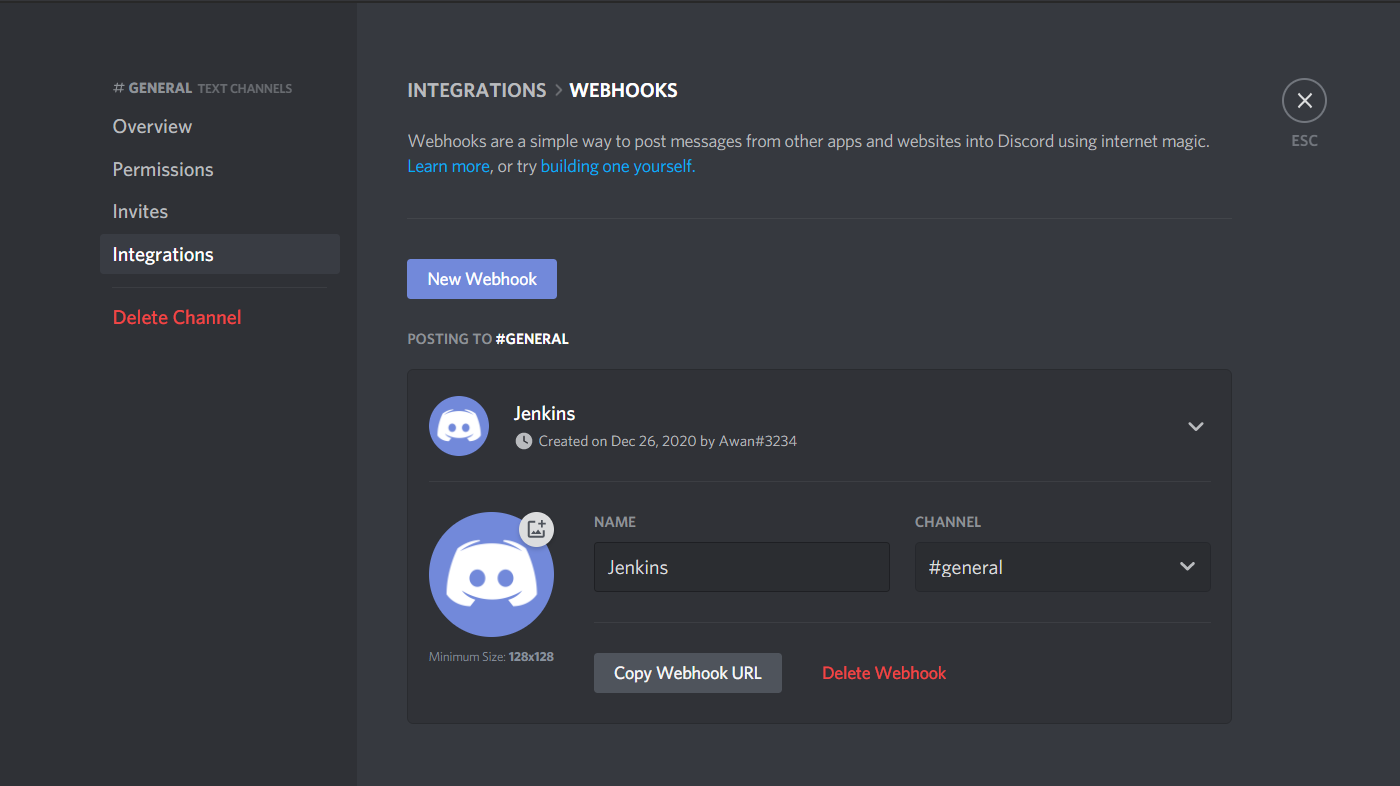 # GENERAL TEXT CHANNELS
Overview
Permissions
Invites
Integrations
Delete Channel
INTEGRATIONS > WEBHOOKS
Webhooks are a simple way to post messages from other apps and websites into Discord using internet magic.
Learn more, or try building one yourself.
ESC
New Webhook
POSTING TO #GENERAL
Jenkins
Created on Dec 26, 2020 by Awan#3234
Minimum Size: 128x128
NAME
Jenkins
CHANNEL
#general
Copy Webhook URL
Delete Webhook